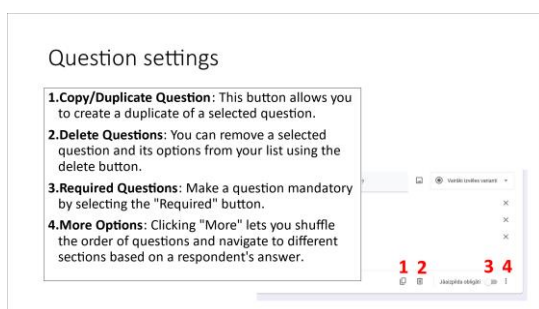 Question settings
1.Copy/Duplicate Question: This button allows you
to create a duplicate of a selected question.
2.Delete Questions: You can remove a selected
question and its options from your list using the
delete button.
3.Required Questions: Make a question mandatory
by selecting the "Required" button.
4.More Options: Clicking "More" lets you shuffle
the order of questions and navigate to different
sections based on a respondent's answer.
Vairāki izvēles varianti
1 2 3 4
Jāaizpilda obligāti